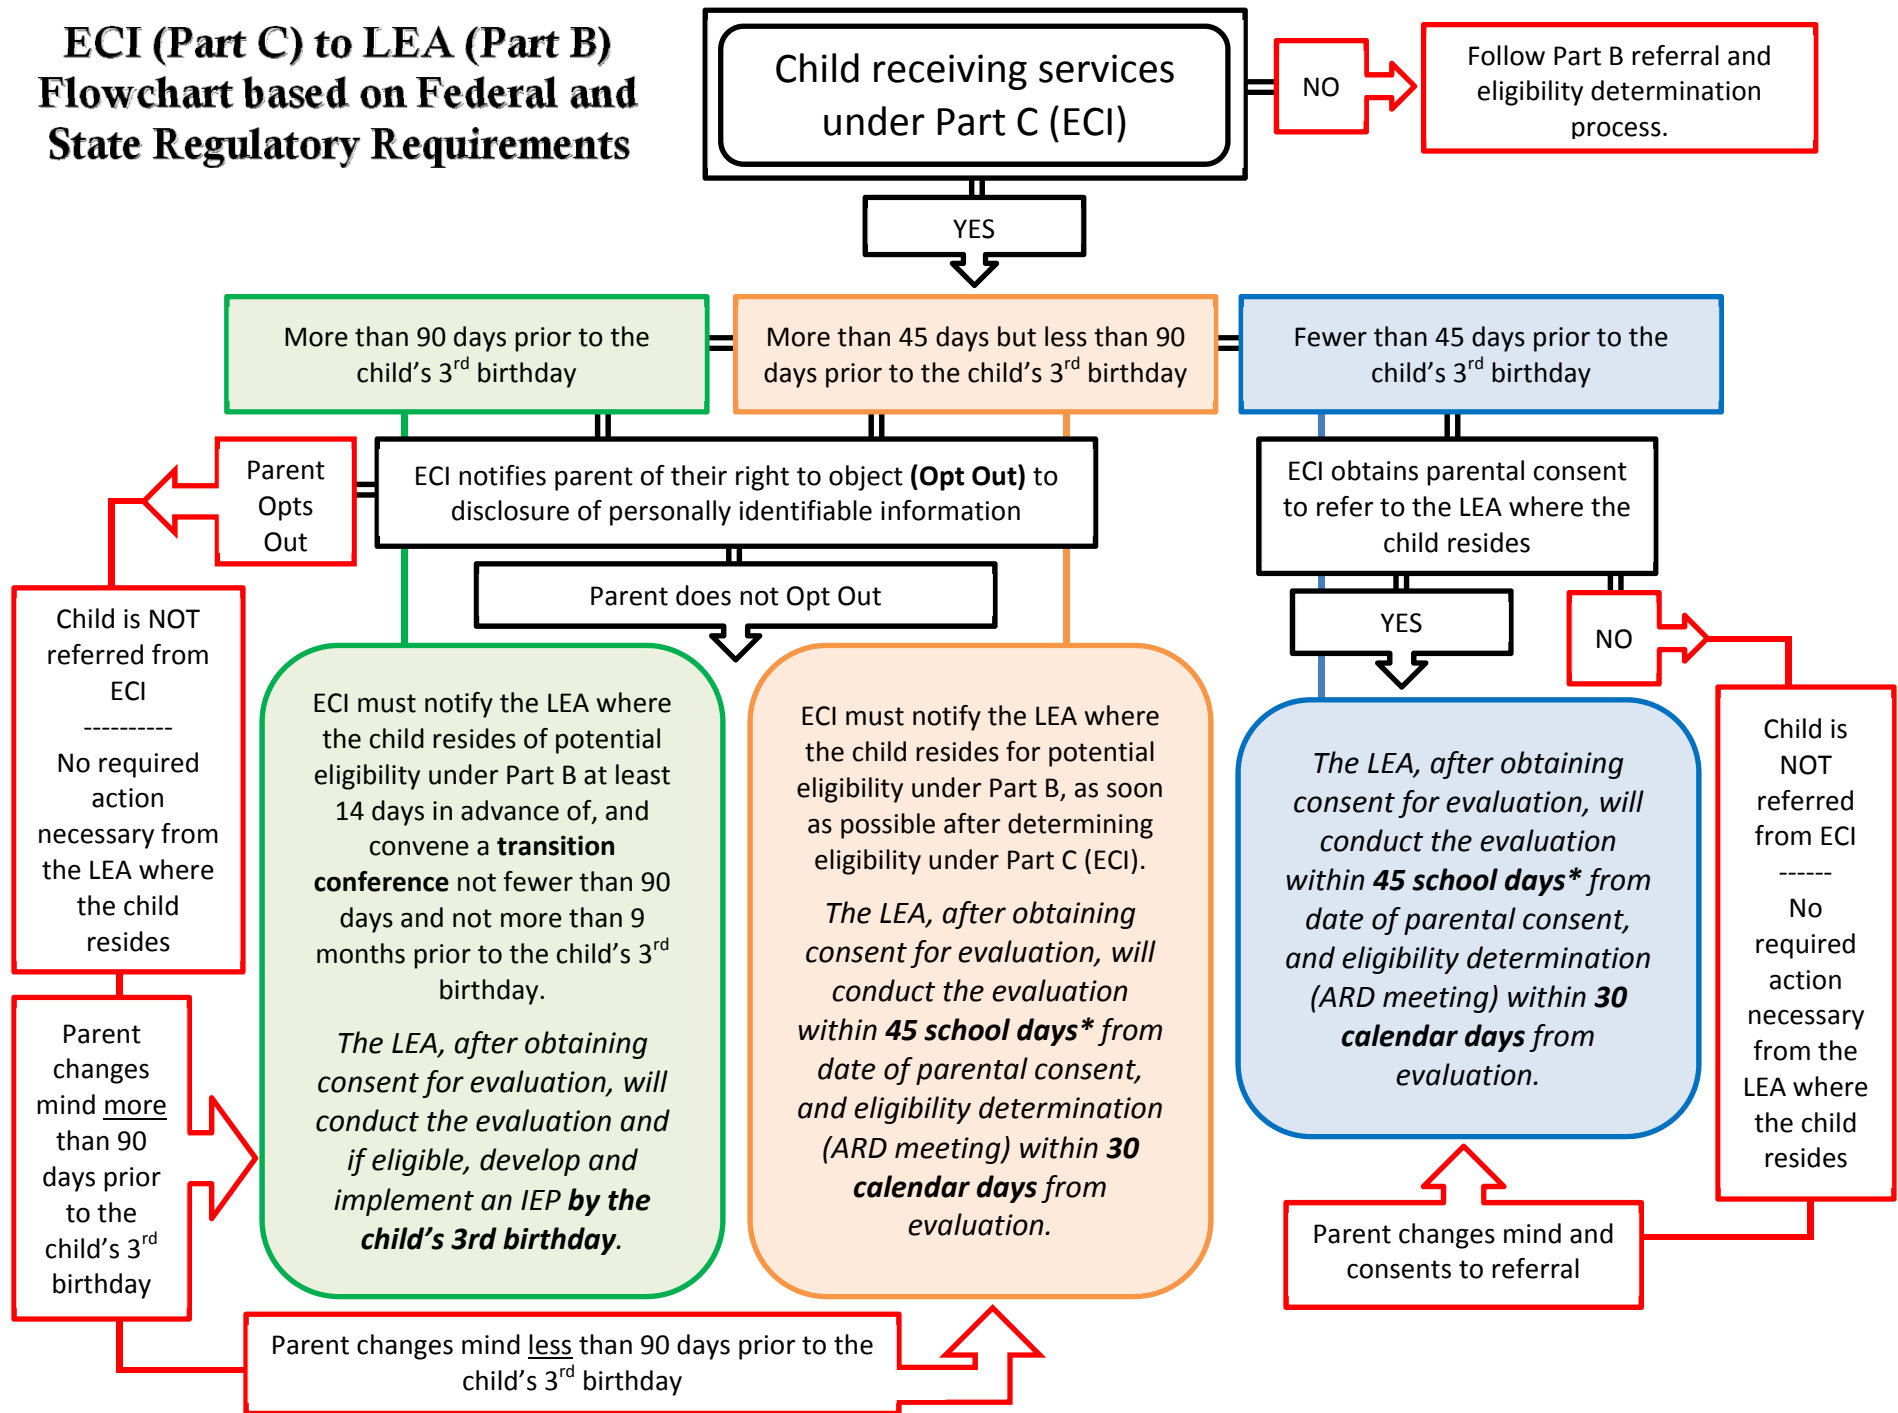 ECI (Part C) to LEA (Part B)
Flowchart based on Federal and
State Regulatory Requirements
Child receiving services
under Part C (ECI)
NO
Follow Part B referral and
eligibility determination
process.
YES
More than 90 days prior to the
child’s 3rd birthday
More than 45 days but less than 90
days prior to the child’s 3rd birthday
Fewer than 45 days prior to the
child’s 3rd birthday
Parent
Opts
Out
ECI notifies parent of their right to object (Opt Out) to
disclosure of personally identifiable information
ECI obtains parental consent
to refer to the LEA where the
child resides
Parent does not Opt Out
YES
NO
Child is NOT
referred from
ECI
----------
No required
action
necessary from
the LEA where
the child
resides
ECI must notify the LEA where
the child resides of potential
eligibility under Part B at least
14 days in advance of, and
convene a transition
conference not fewer than 90
days and not more than 9
months prior to the child’s 3rd
birthday.
The LEA, after obtaining
consent for evaluation, will
conduct the evaluation and
if eligible, develop and
implement an IEP by the
child’s 3rd birthday.
ECI must notify the LEA where
the child resides for potential
eligibility under Part B, as soon
as possible after determining
eligibility under Part C (ECI).
The LEA, after obtaining
consent for evaluation, will
conduct the evaluation
within 45 school days* from
date of parental consent,
and eligibility determination
(ARD meeting) within 30
calendar days from
evaluation.
The LEA, after obtaining
consent for evaluation, will
conduct the evaluation
within 45 school days* from
date of parental consent,
and eligibility determination
(ARD meeting) within 30
calendar days from
evaluation.
Child is
NOT
referred
from ECI
------
No
required
action
necessary
from the
LEA where
the child
resides
Parent
changes
mind more
than 90
days prior
to the
child’s 3rd
birthday
Parent changes mind and
consents to referral
Parent changes mind less than 90 days prior to the
child’s 3rd birthday